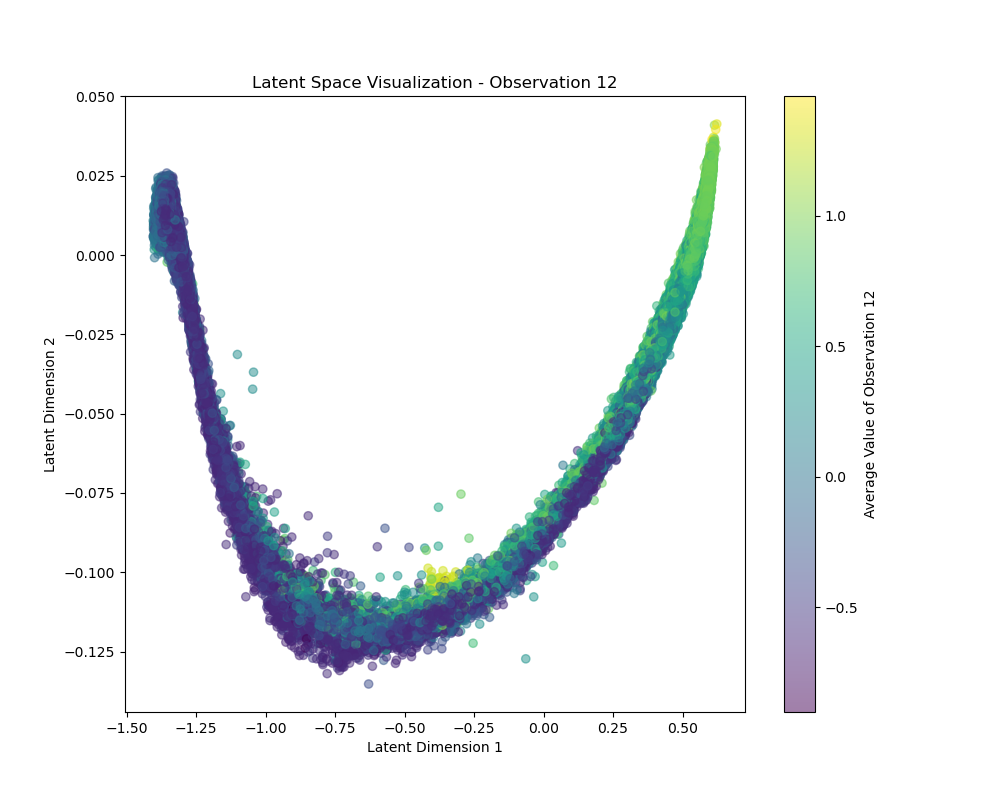 Latent Space Visualization - Observation 12
0.050
0.025
0.000
−0.025
−0.050
−0.075
−0.100
−0.125
Latent Dimension 2
−1.50 −1.25 −1.00 −0.75 −0.50 −0.25 0.00 0.25 0.50
Latent Dimension 1
1.0
0.5
0.0
−0.5
Average Value of Observation 12